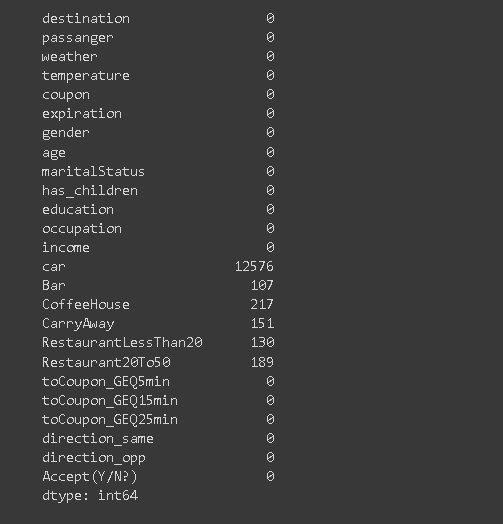 destination 0
passanger 0
weather 0
temperature 0
coupon 0
expiration 0
gender 0
age 0
maritalStatus 0
has_children 0
education 0
occupation 0
income 0
car 12576
Bar 107
CoffeeHouse 217
CarryAway 151
RestaurantLessThan20 130
Restaurant20To50 189
toCoupon_GEQ5min 0
toCoupon_GEQ15min 0
toCoupon_GEQ25min 0
direction_same 0
direction_opp 0
Accept(Y/N?) 0
dtype: int64